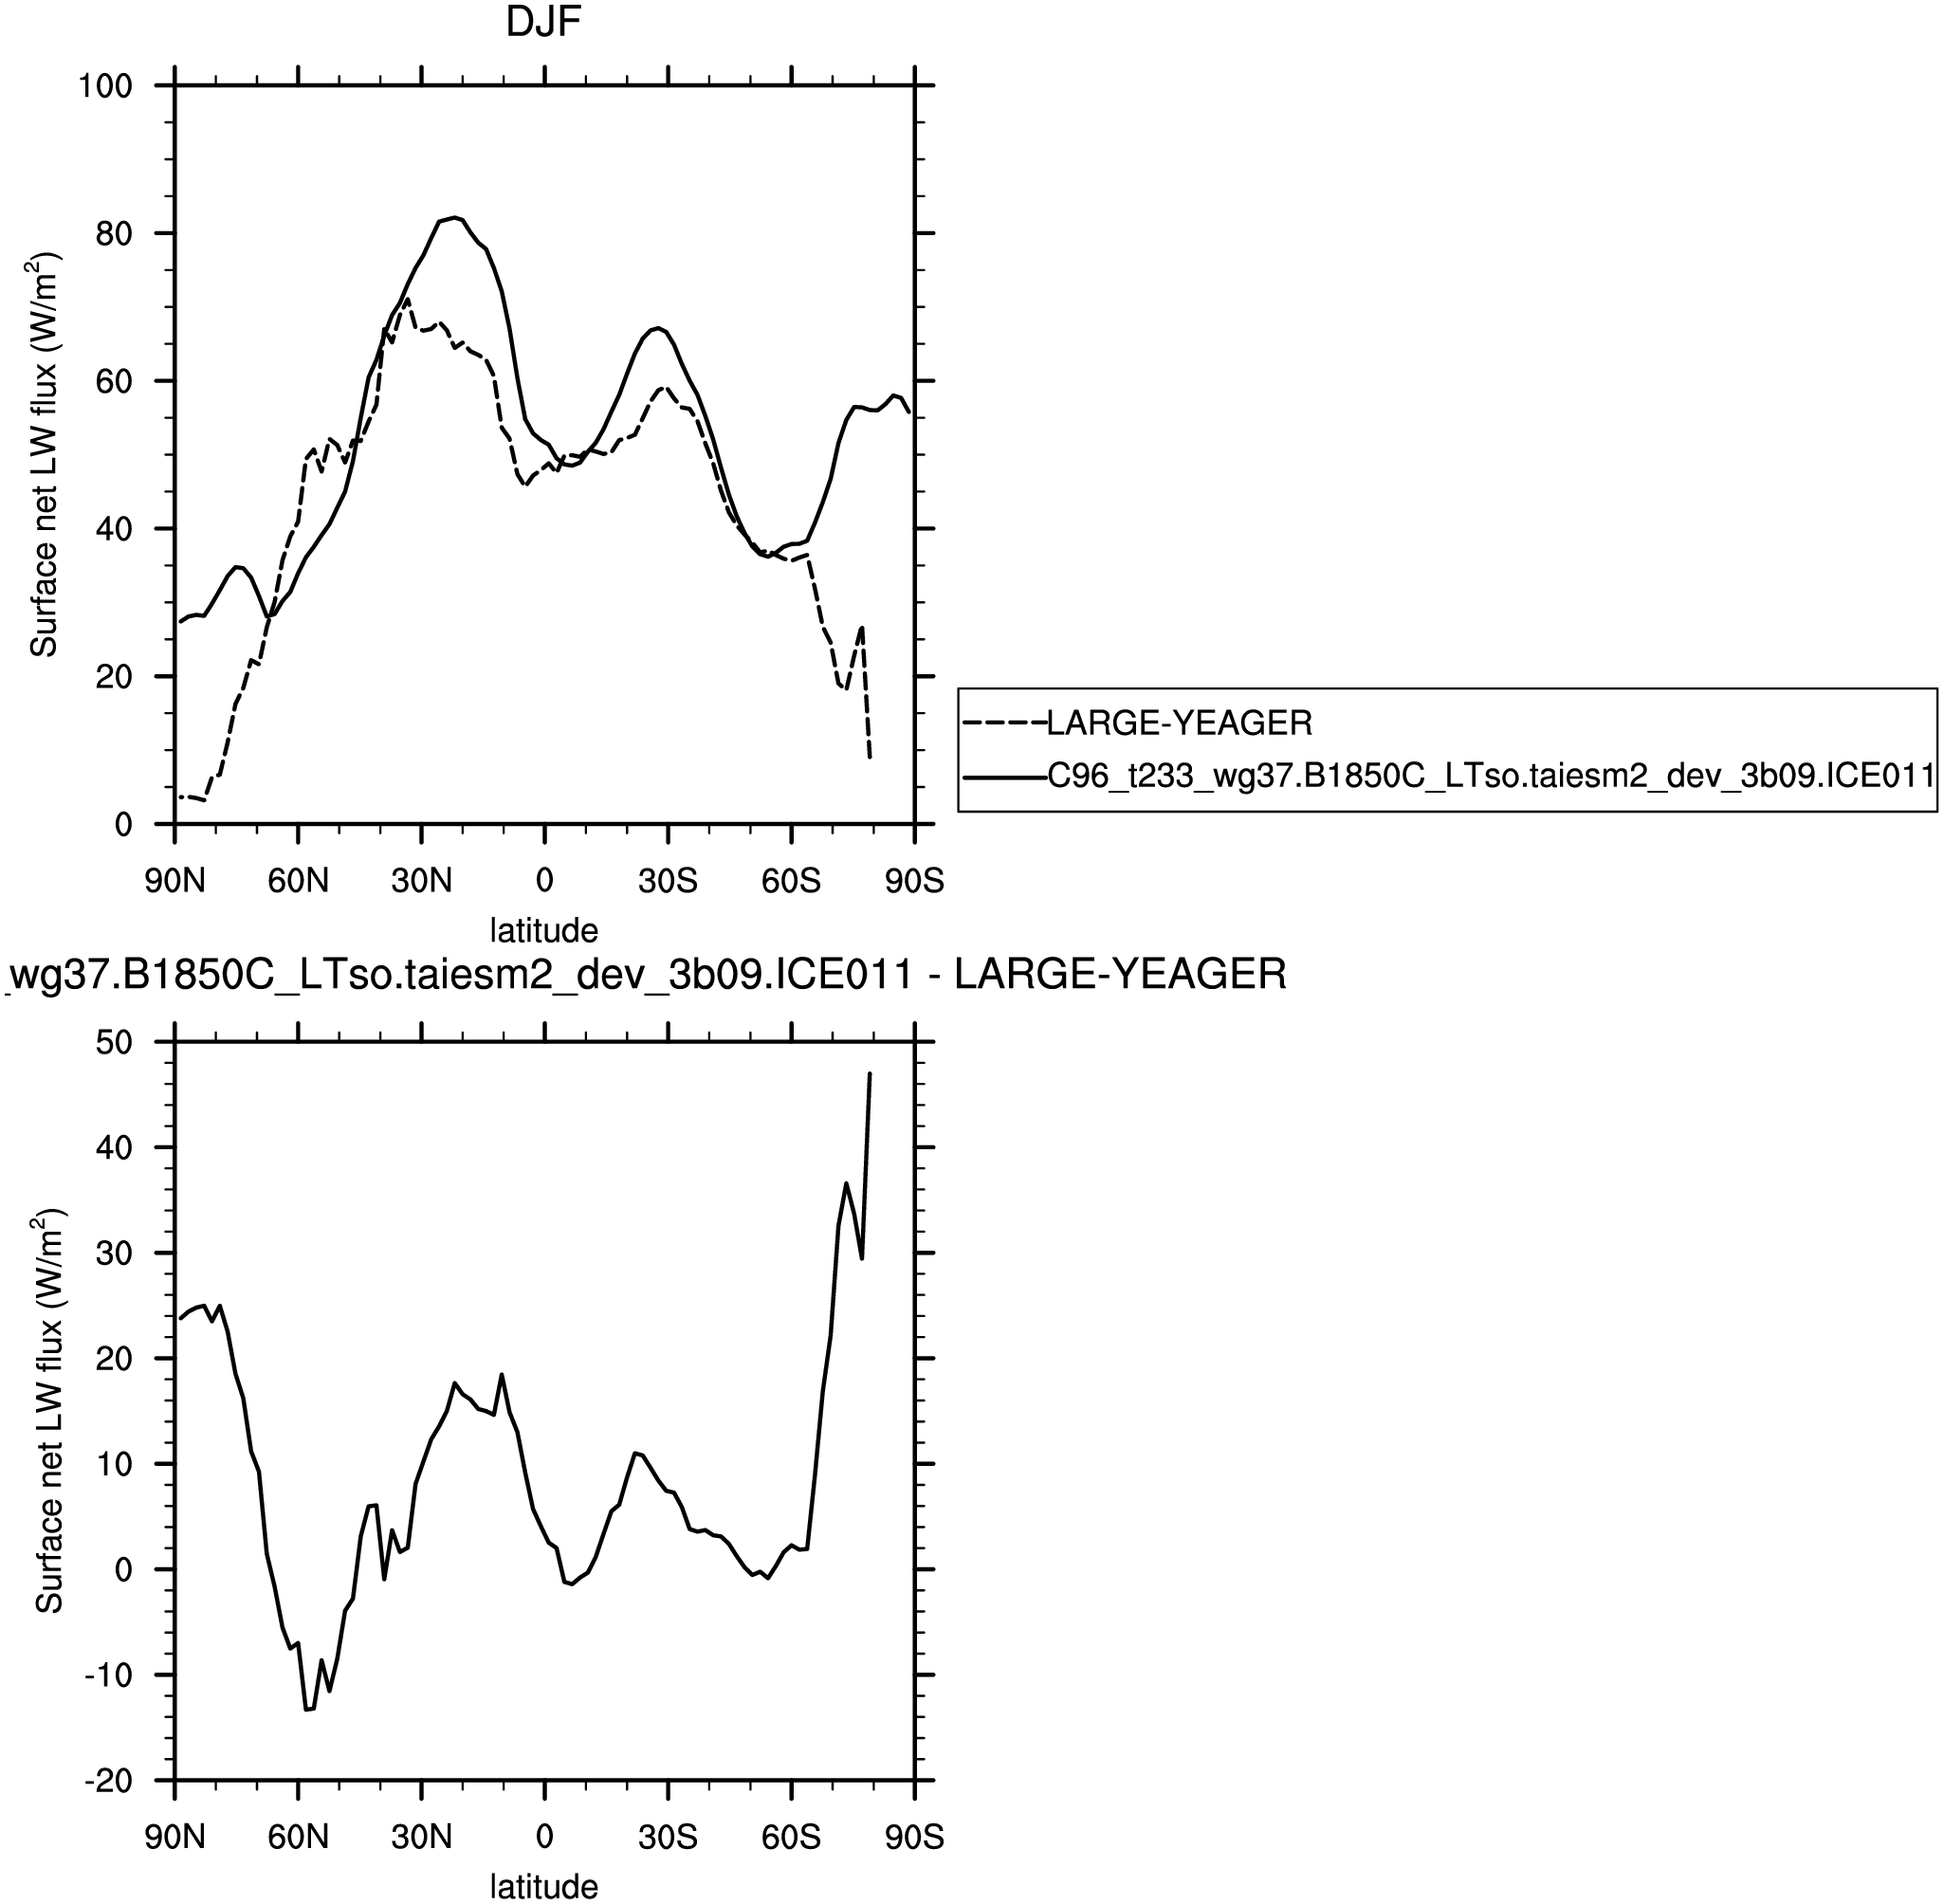 DJF
Surface net LW flux (W/m²)
100
80
60
40
20
0
90N 60N 30N 0 30S 60S 90S
latitude
LARGE-YEAGER
C96_t233_wg37.B1850C_LTso.taiesm2_dev_3b09.ICE011
_wg37.B1850C_LTso.taiesm2_dev_3b09.ICE011 - LARGE-YEAGER
Surface net LW flux (W/m²)
50
40
30
20
10
0
-10
-20
90N 60N 30N 0 30S 60S 90S
latitude